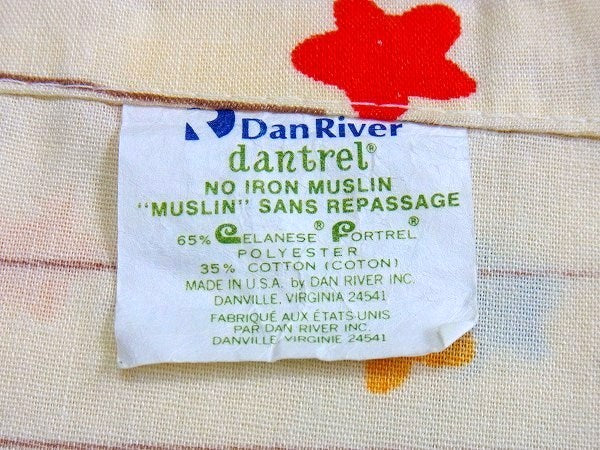 Dan River
dantrel®
NO IRON MUSLIN
"MUSLIN" SANS REPASSAGE
65% CELANESE® FORTREL®
POLYESTER
35% COTTON (COTON)
MADE IN U.S.A. by DAN RIVER INC.
DANVILLE, VIRGINIA 24541
FABRIQUÉ AUX ÉTATS-UNIS
PAR DAN RIVER INC.
DANVILLE VIRGINIE 24541